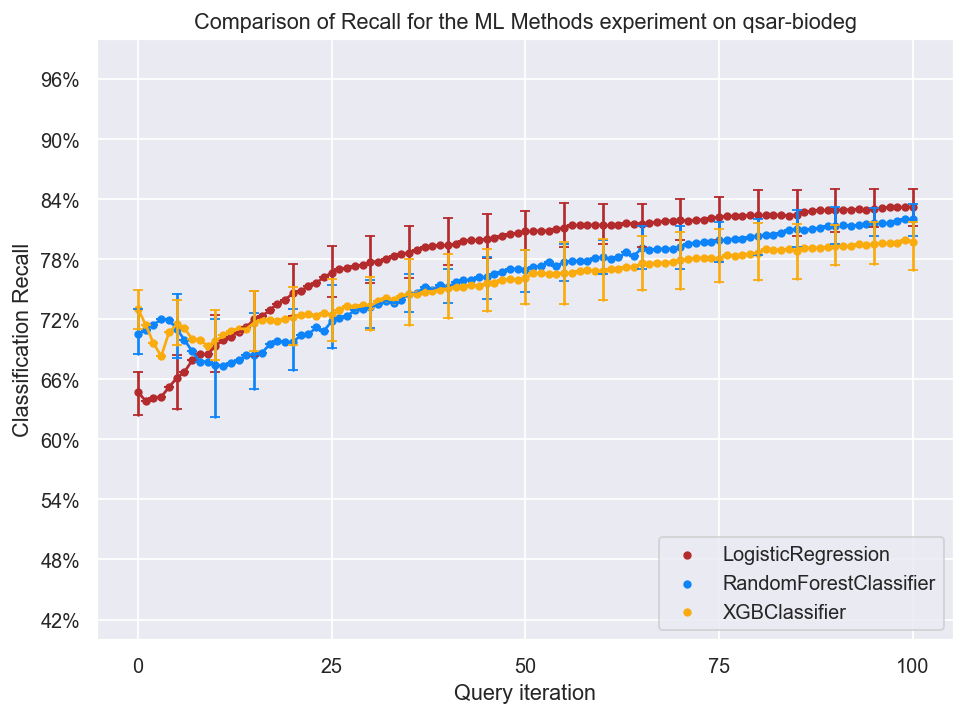 Comparison of Recall for the ML Methods experiment on qsar-biodeg
Classification Recall
96%
90%
84%
78%
72%
66%
60%
54%
48%
42%
0
25
50
75
100
Query iteration
LogisticRegression
RandomForestClassifier
XGBClassifier